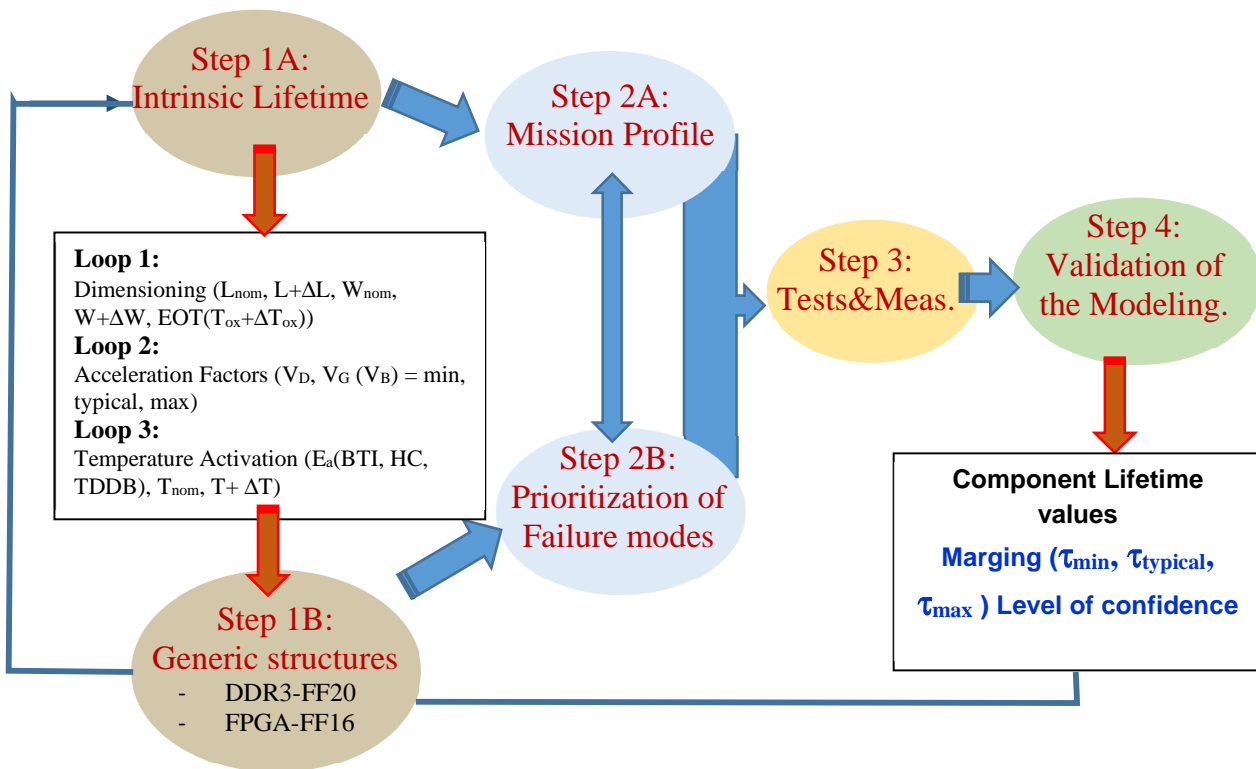 Step 1A:
Intrinsic Lifetime
Step 2A:
Mission Profile
Loop 1:
Dimensioning (Lnom, L+ΔL, Wnom,
W+ΔW, EOT(Tox+ΔTox))
Loop 2:
Acceleration Factors (VD, VG (VB) = min,
typical, max)
Loop 3:
Temperature Activation (Ea(BTI, HC,
TDDB), Tnom, T+ ΔT)
Step 2B:
Prioritization of
Failure modes
Step 1B:
Generic structures
- DDR3-FF20
- FPGA-FF16
Step 3:
Tests&Meas.
Step 4:
Validation of
the Modeling.
Component Lifetime
values
Marging (τmin, τtypical,
τmax ) Level of confidence